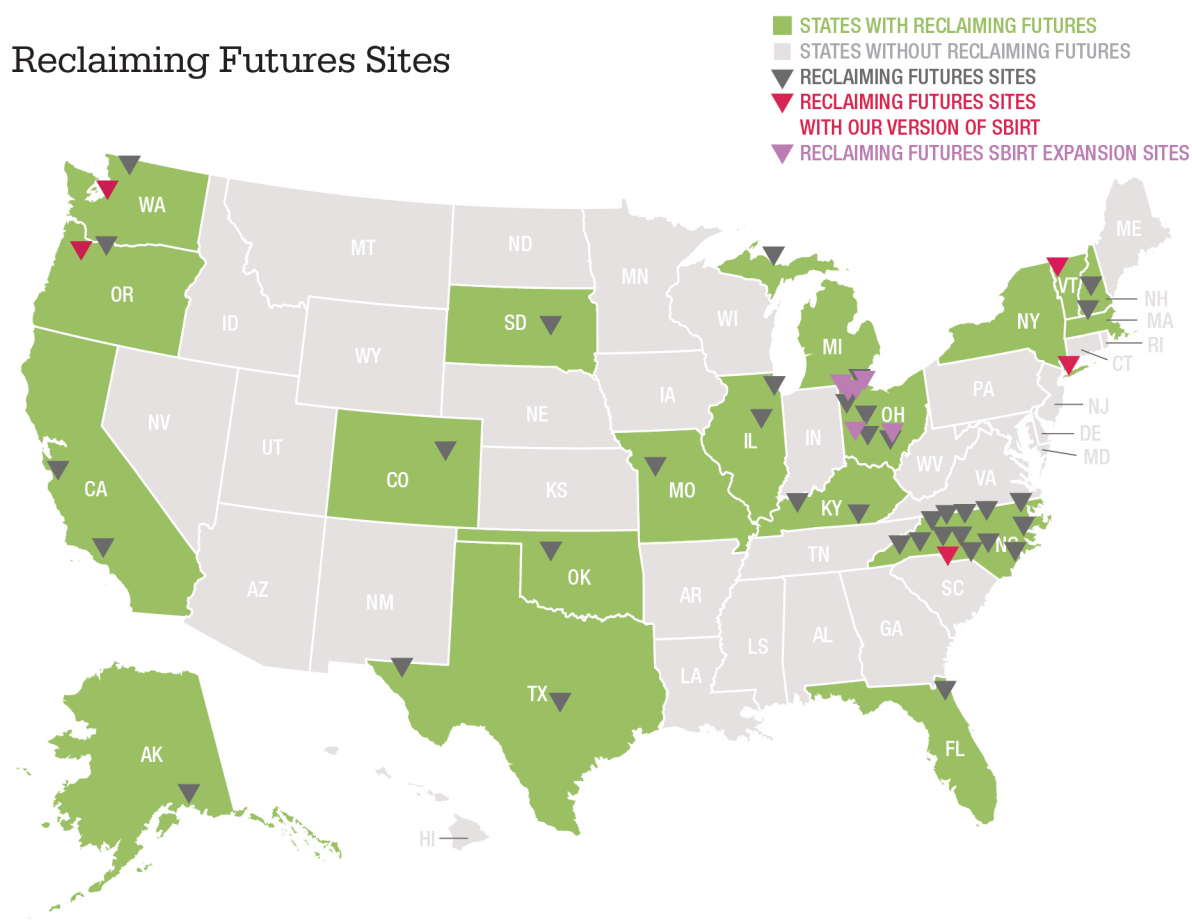 STATES WITH RECLAIMING FUTURES
STATES WITHOUT RECLAIMING FUTURES
Reclaiming Futures Sites
RECLAIMING FUTURES SITES
RECLAIMING FUTURES SITES
WITH OUR VERSION OF SBIRT
RECLAIMING FUTURES SBIRT EXPANSION SITES
WA
MT
ND
MN
ME
OR
ID
SD
WI
VT
NH
MA
NY
RI
CT
WY
MI
IA
PA
NJ
NV
NE
OH
DE
UT
CO
IL
IN
MD
WV
VA
CA
KS
MO
KY
NC
TN
AZ
NM
OK
AR
SC
LS
AL
GA
LA
TX
AK
FL
HI